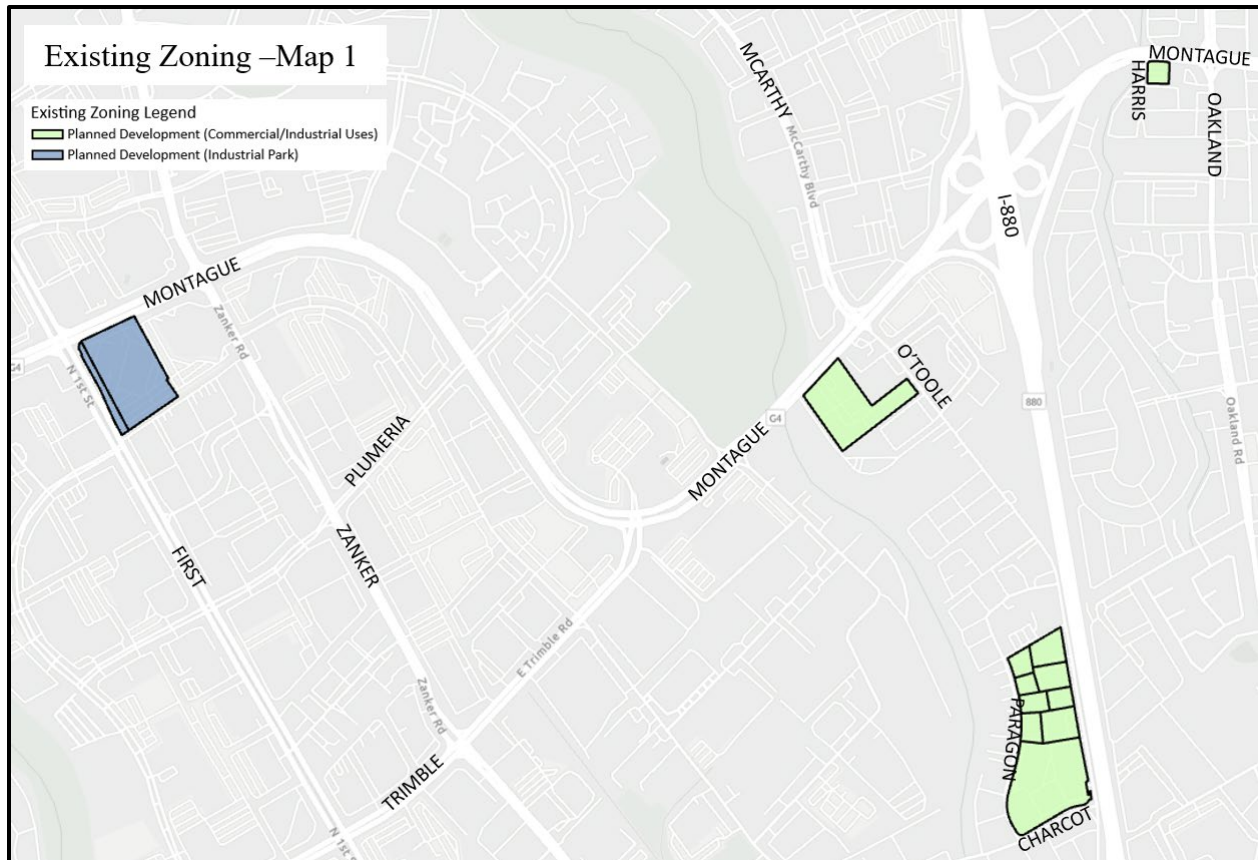 Existing Zoning –Map 1
Existing Zoning Legend
Planned Development (Commercial/Industrial Uses)
Planned Development (Industrial Park)
MCARTHY
McCarthy Blvd
MONTAGUE
HARRIS
OAKLAND
I-880
MONTAGUE
Zanker Rd
G4
N 1st St
O'TOOLE
880
Oakland Rd
G4
PLUMERIA
MONTAGUE
FIRST
ZANKER
E Trimble Rd
Zanker Rd
PARAGON
TRIMBLE
CHARCOT
N 1st S